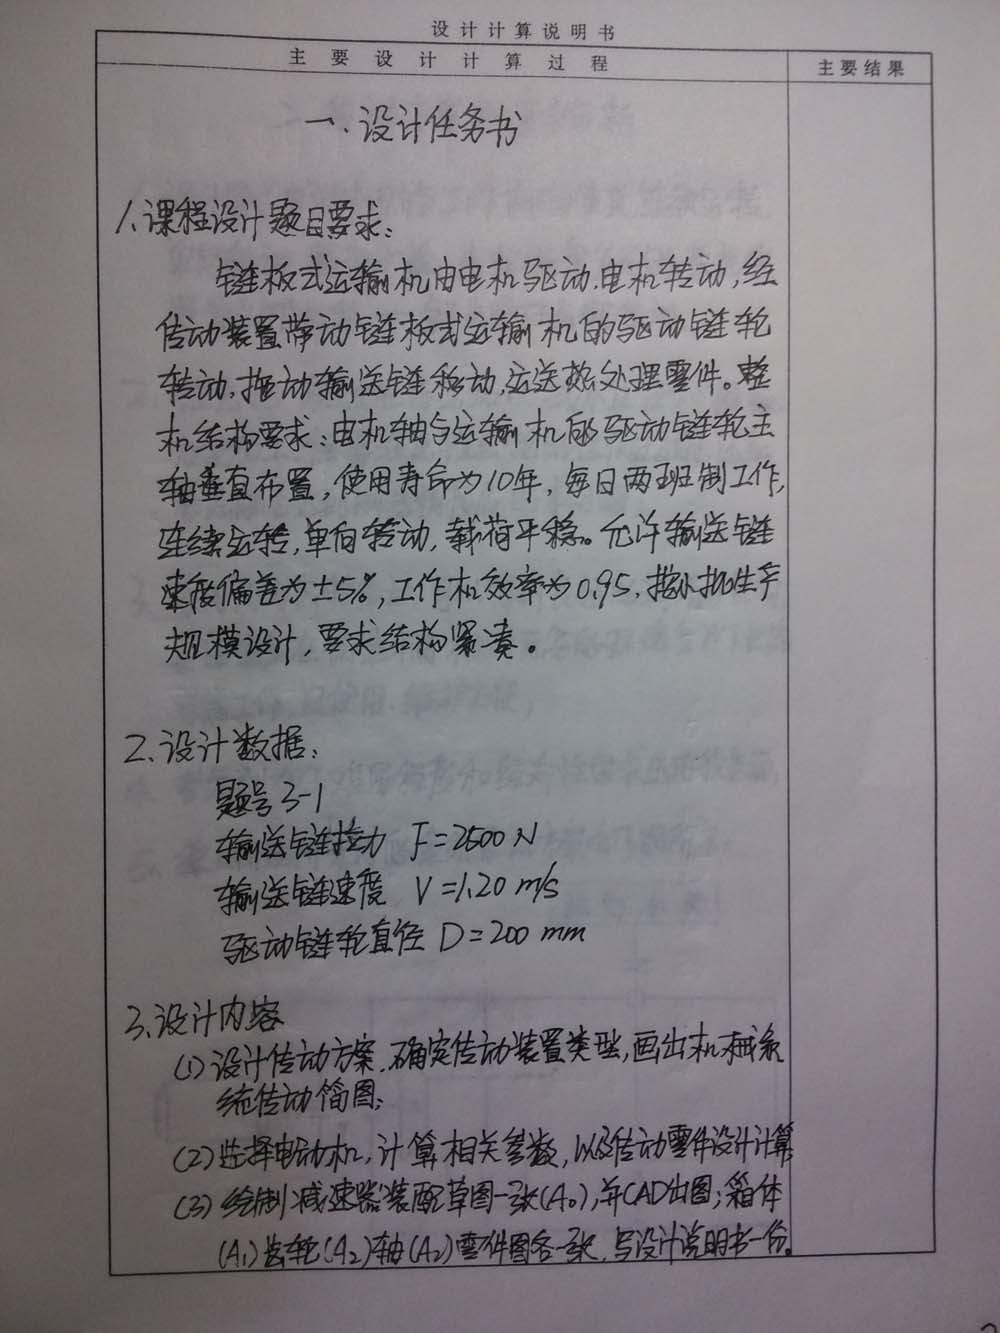 设计计算说明书
主要设计计算过程
主要结果
一、设计任务书
1、课程设计题目要求：
链板式运输机由电机驱动，电机转动，经
传动装置带动链板式运输机的驱动链轮
转动，拖动输送链移动，运送热处理零件。整
机结构要求：电机轴与运输机的驱动链轮主
轴垂直布置，使用寿命为10年，每日两班制工作，
连续运转，单向转动，载荷平稳。允许输送链
速度偏差为±5%，工作机效率为0.95，按小批生产
规模设计，要求结构紧凑。
2、设计数据：
题号3-1
输送链拉力 F=2500 N
输送链速度 V=1.20 m/s
驱动链轮直径 D=200 mm
3、设计内容
(1)设计传动方案，确定传动装置类型，画出机械系
统传动简图；
(2)选择电动机，计算相关参数，以及传动零件设计计算
(3)绘制减速器装配草图一张(A0)，并CAD出图；箱体
(A1)齿轮(A2)轴(A2)零件图各一张，写设计说明书一份。